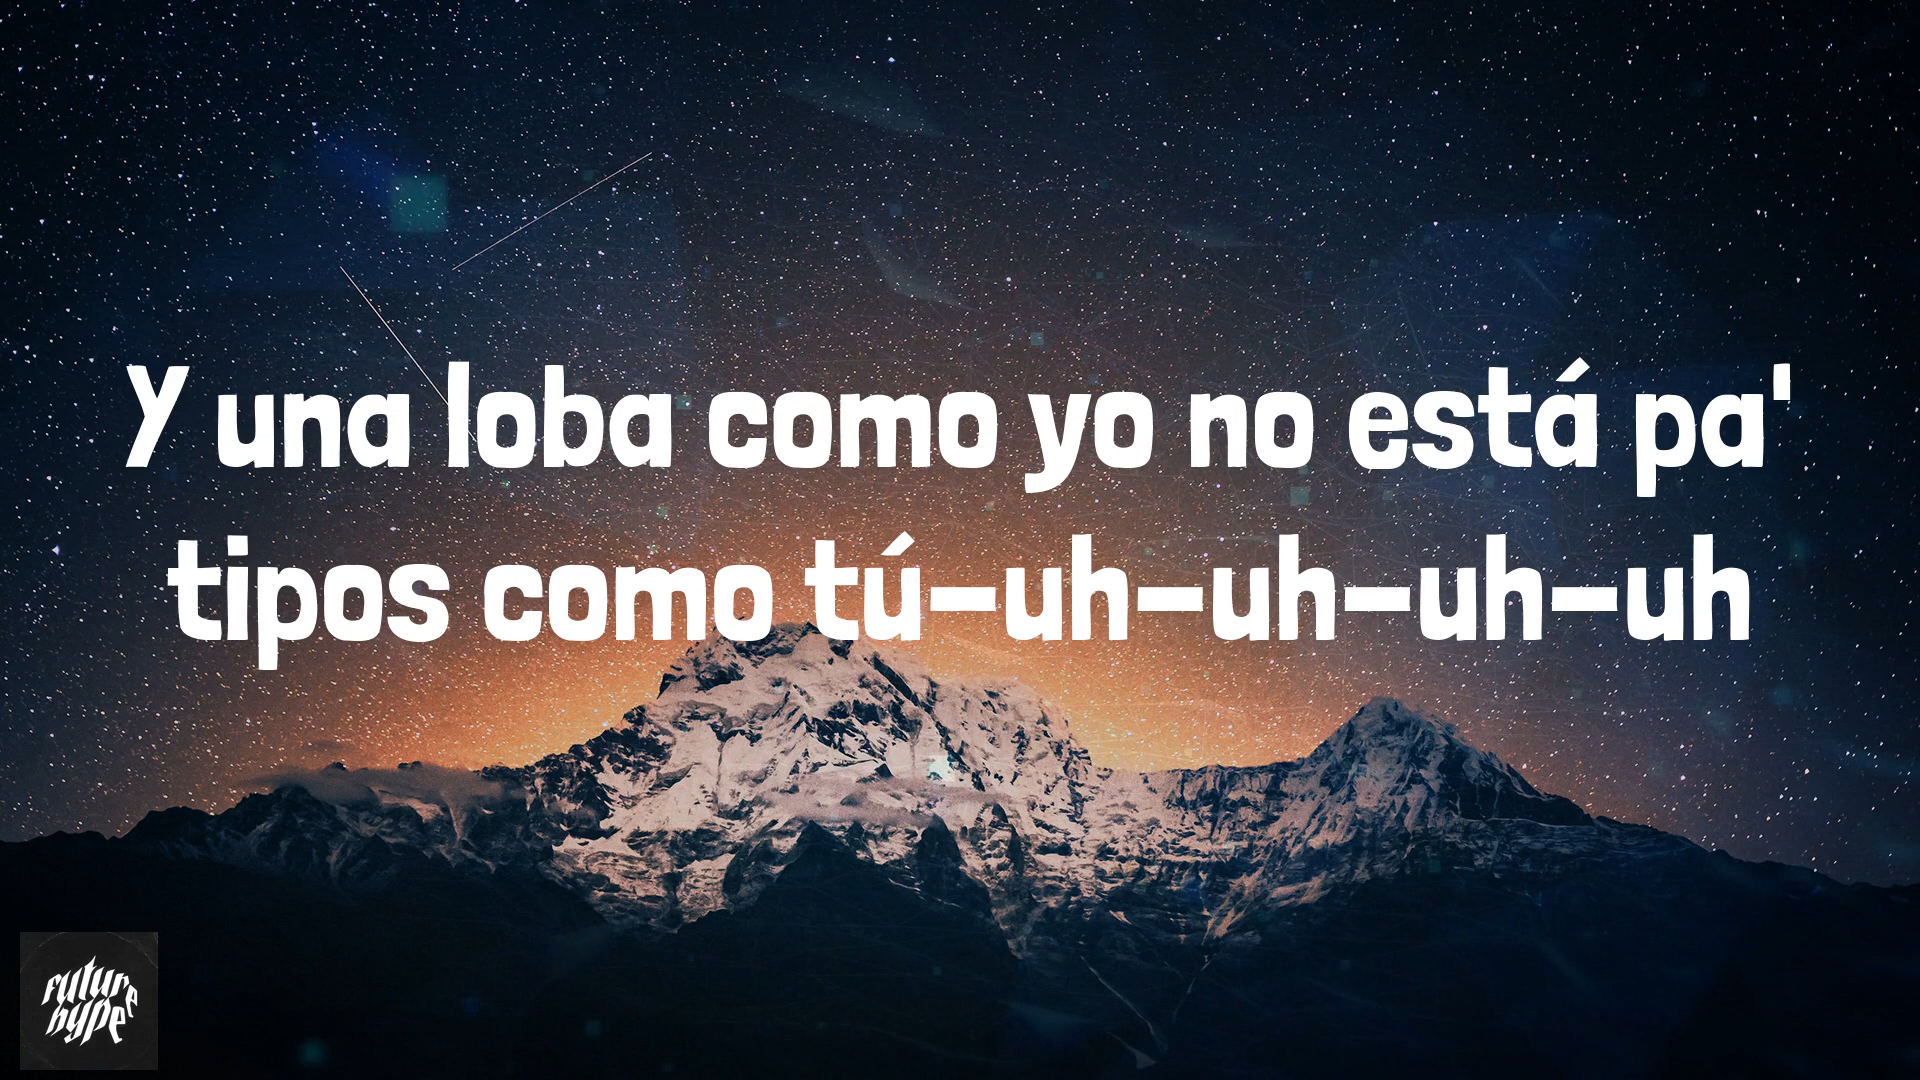 Y una loba como yo no está pa'
tipos como tú-uh-uh-uh-uh
future
hype